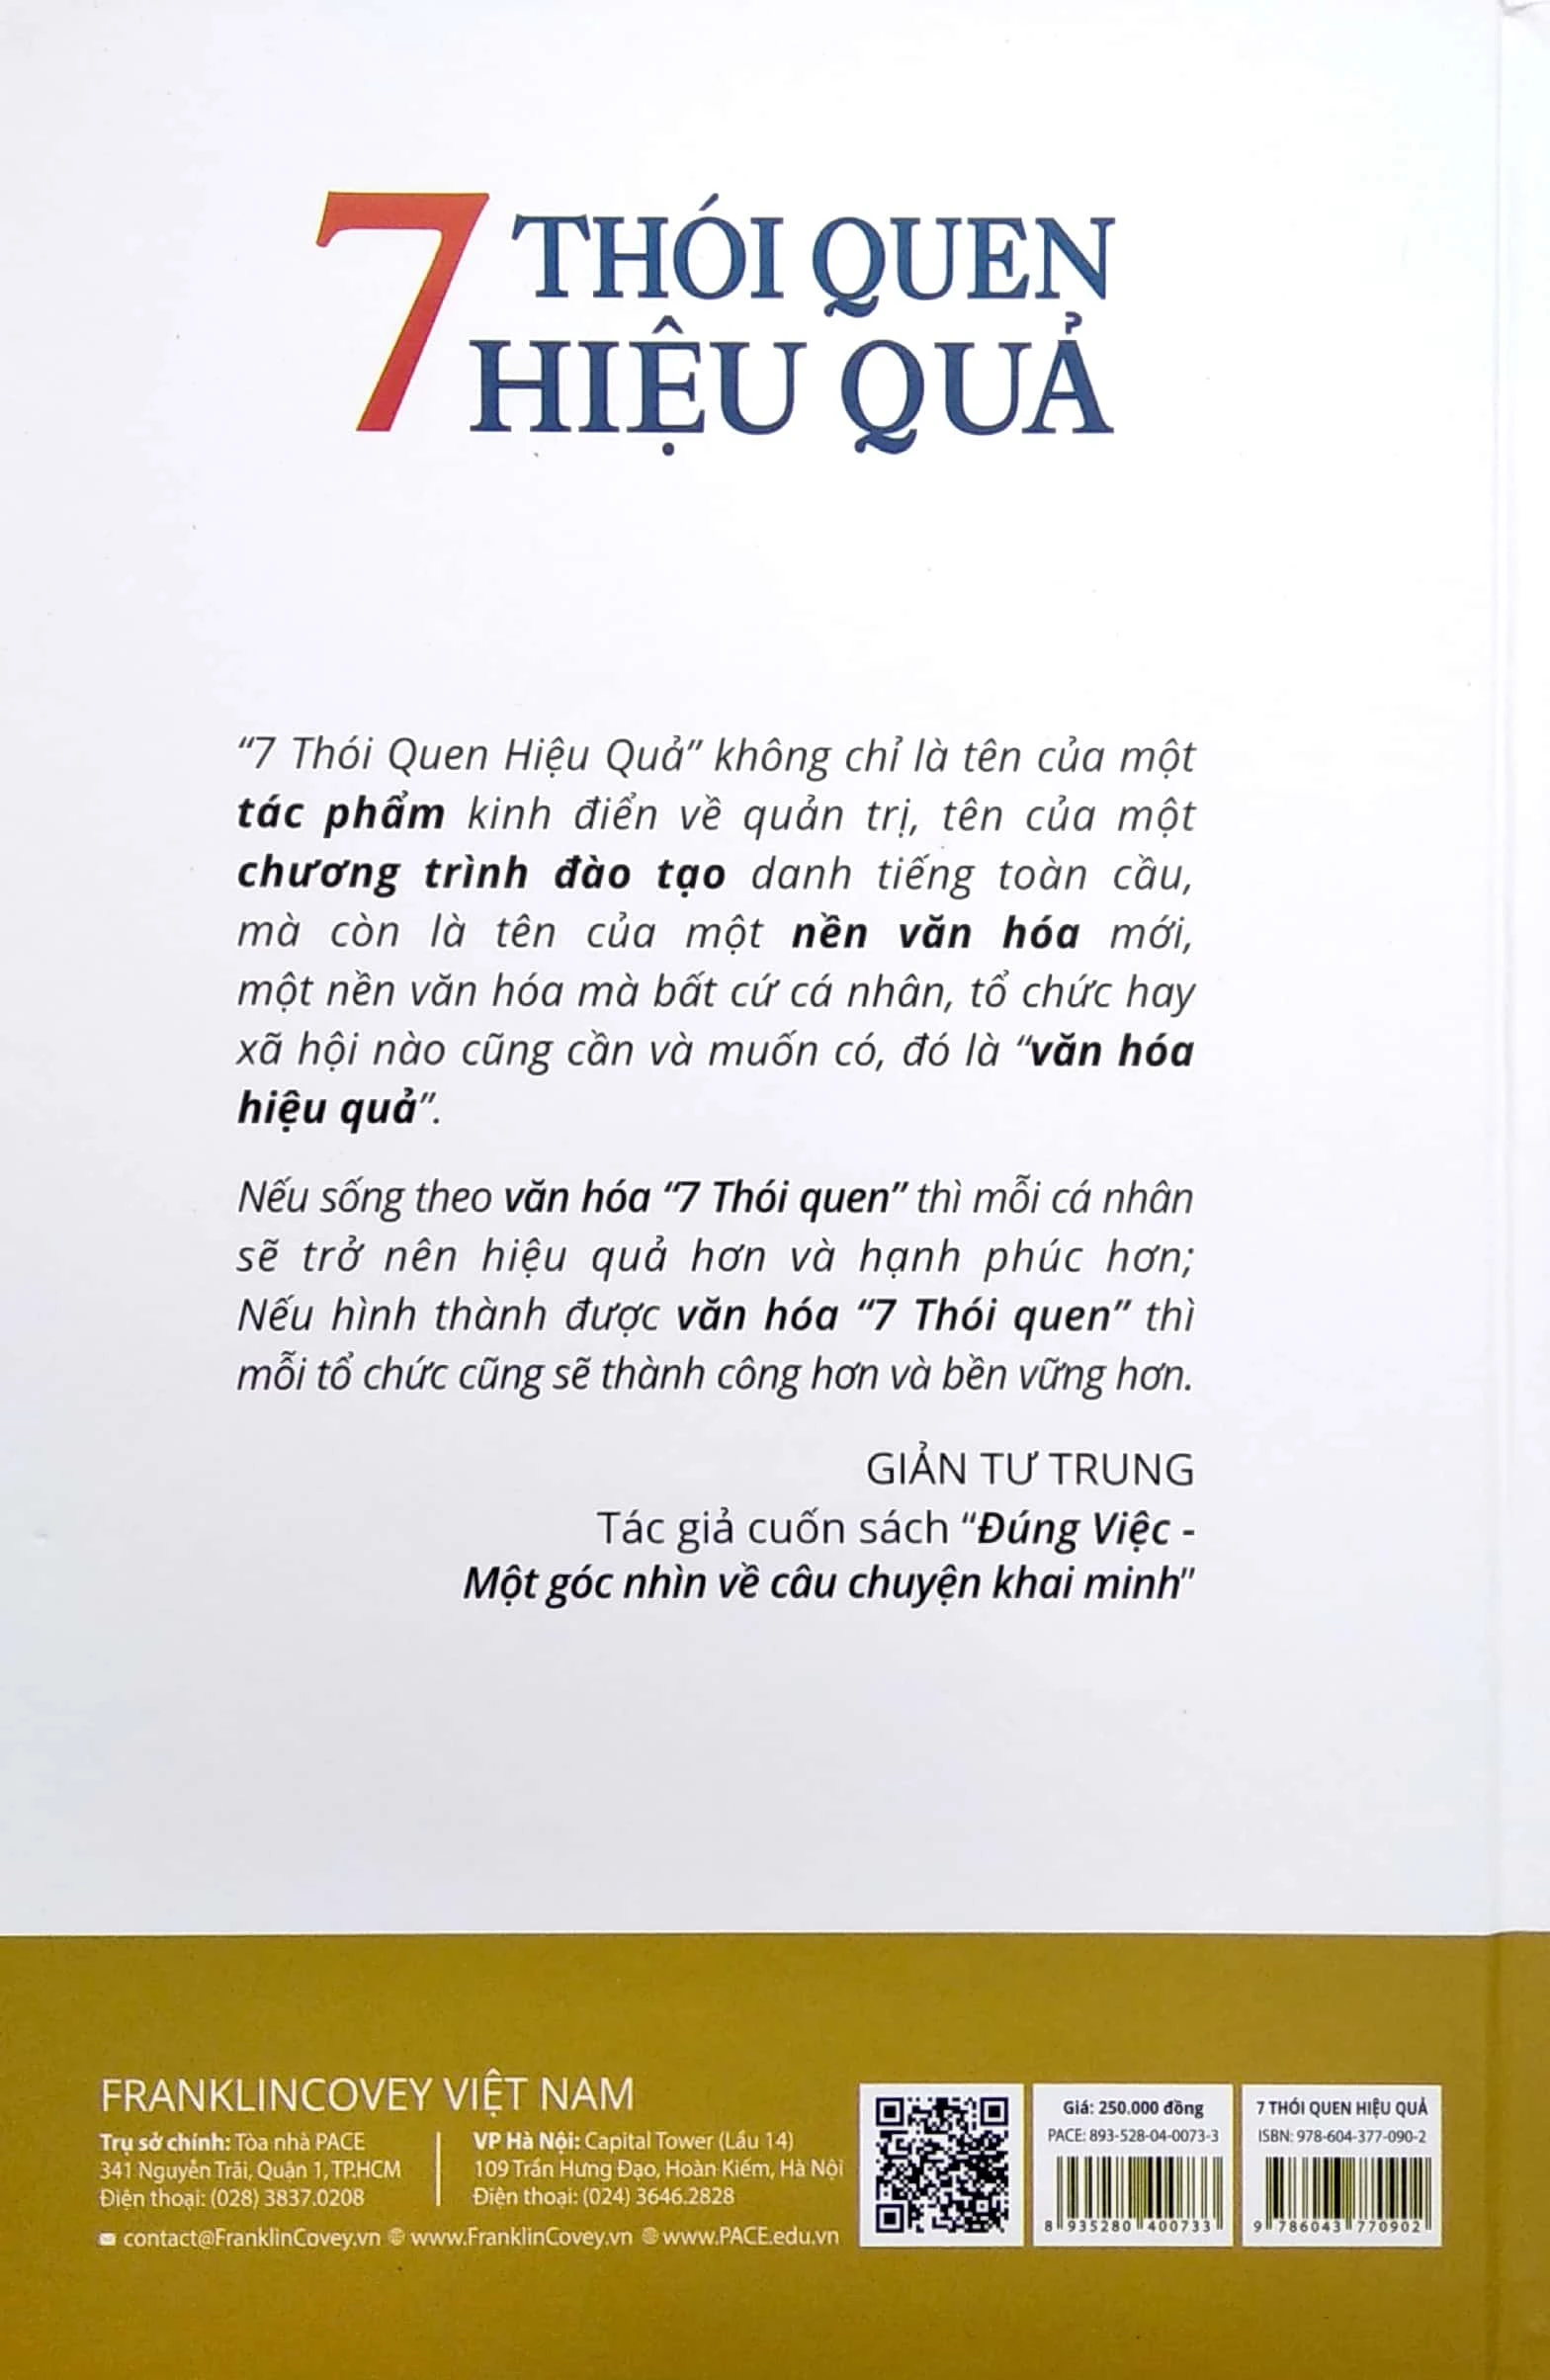 7 THÓI QUEN
HIỆU QUẢ
“7 Thói Quen Hiệu Quả” không chỉ là tên của một
tác phẩm kinh điển về quản trị, tên của một
chương trình đào tạo danh tiếng toàn cầu,
mà còn là tên của một nền văn hóa mới,
một nền văn hóa mà bất cứ cá nhân, tổ chức hay
xã hội nào cũng cần và muốn có, đó là “văn hóa
hiệu quả”.
Nếu sống theo văn hóa “7 Thói quen” thì mỗi cá nhân
sẽ trở nên hiệu quả hơn và hạnh phúc hơn;
Nếu hình thành được văn hóa “7 Thói quen” thì
mỗi tổ chức cũng sẽ thành công hơn và bền vững hơn.
GIẢN TƯ TRUNG
Tác giả cuốn sách “Đúng Việc -
Một góc nhìn về câu chuyện khai minh”
FRANKLINCOVEY VIỆT NAM
Trụ sở chính: Tòa nhà PACE
341 Nguyễn Trãi, Quận 1, TP.HCM
Điện thoại: (028) 3837.0208
VP Hà Nội: Capital Tower (Lầu 14)
109 Trần Hưng Đạo, Hoàn Kiếm, Hà Nội
Điện thoại: (024) 3646.2828
contact@FranklinCovey.vn www.FranklinCovey.vn www.PACE.edu.vn
Giá: 250.000 đồng
PACE: 893-528-04-0073-3
8 935280 400733
7 THÓI QUEN HIỆU QUẢ
ISBN: 978-604-377-090-2
9 786043 770902